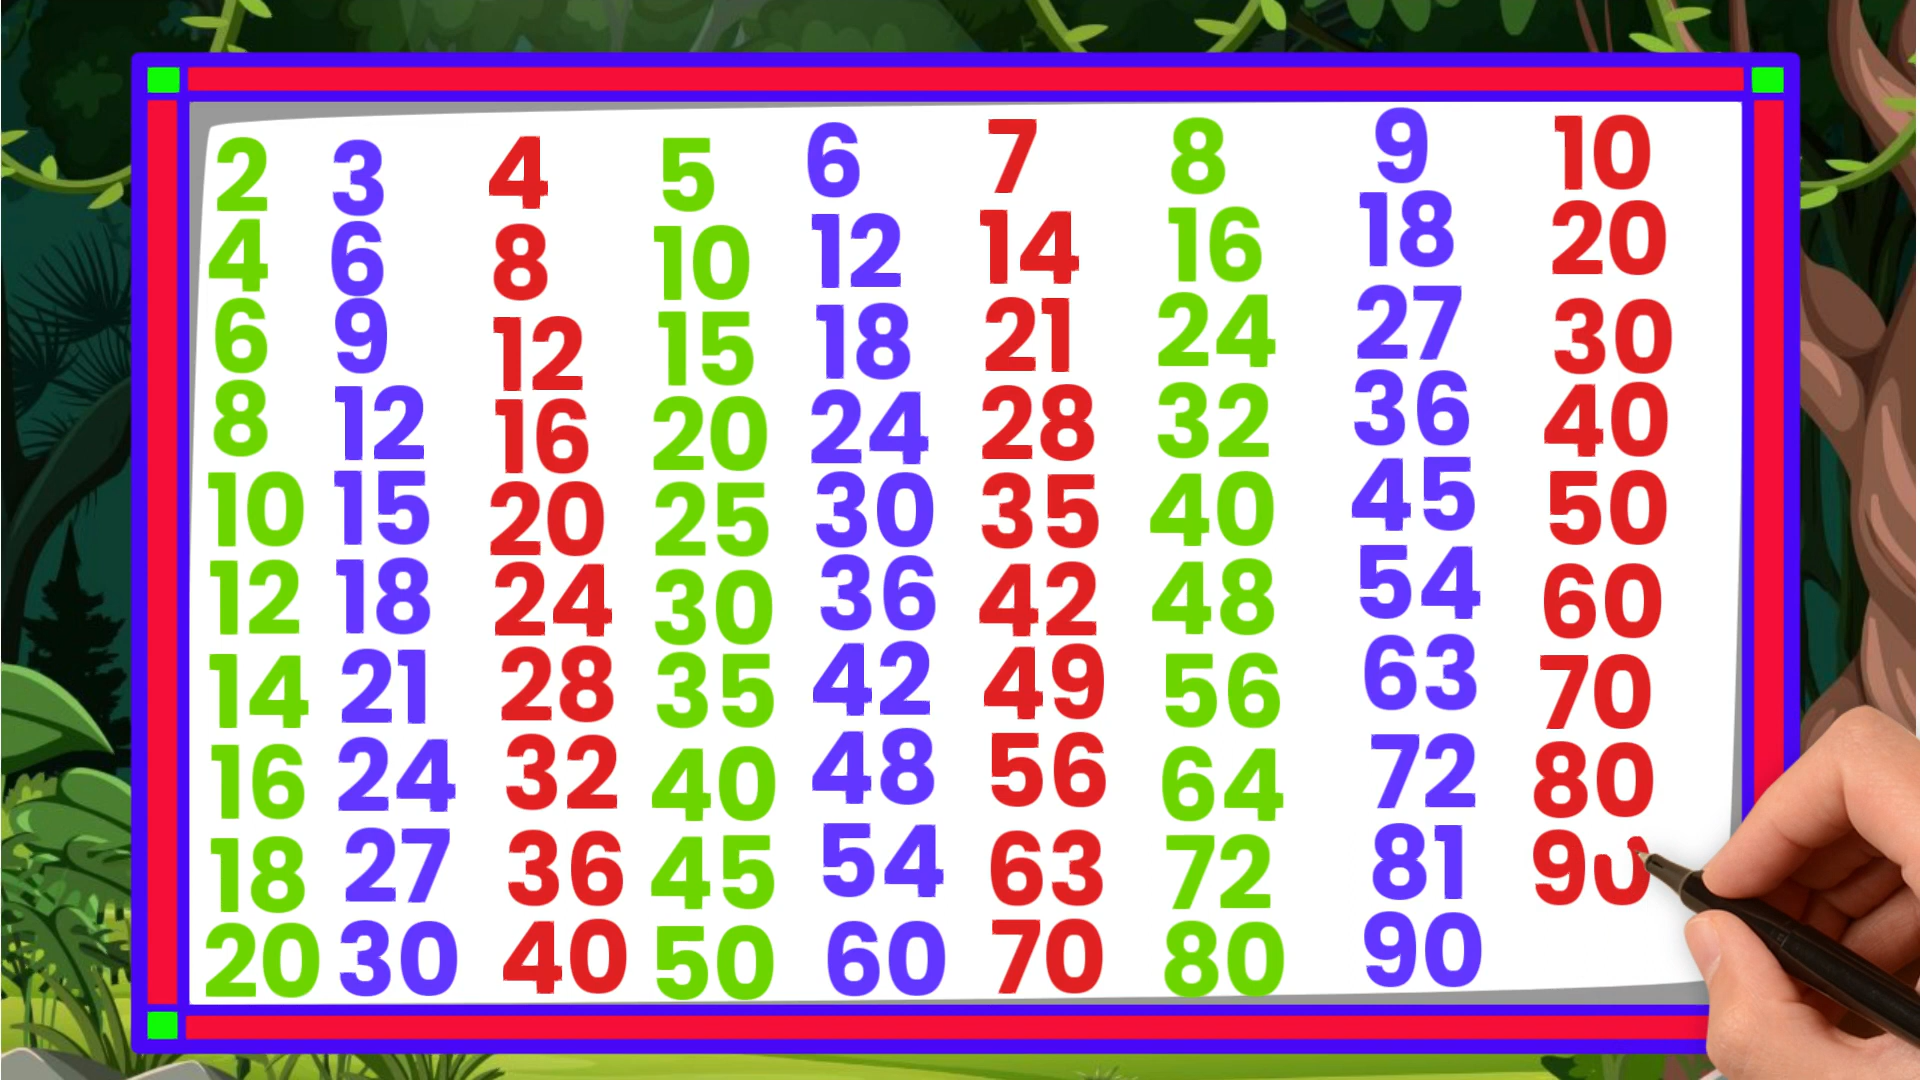 2 3 4 5 6 7 8 9 10
4 6 8 10 12 14 16 18 20
6 9 12 15 18 21 24 27 30
8 12 16 20 24 28 32 36 40
10 15 20 25 30 35 40 45 50
12 18 24 30 36 42 48 54 60
14 21 28 35 42 49 56 63 70
16 24 32 40 48 56 64 72 80
18 27 36 45 54 63 72 81 90
20 30 40 50 60 70 80 90